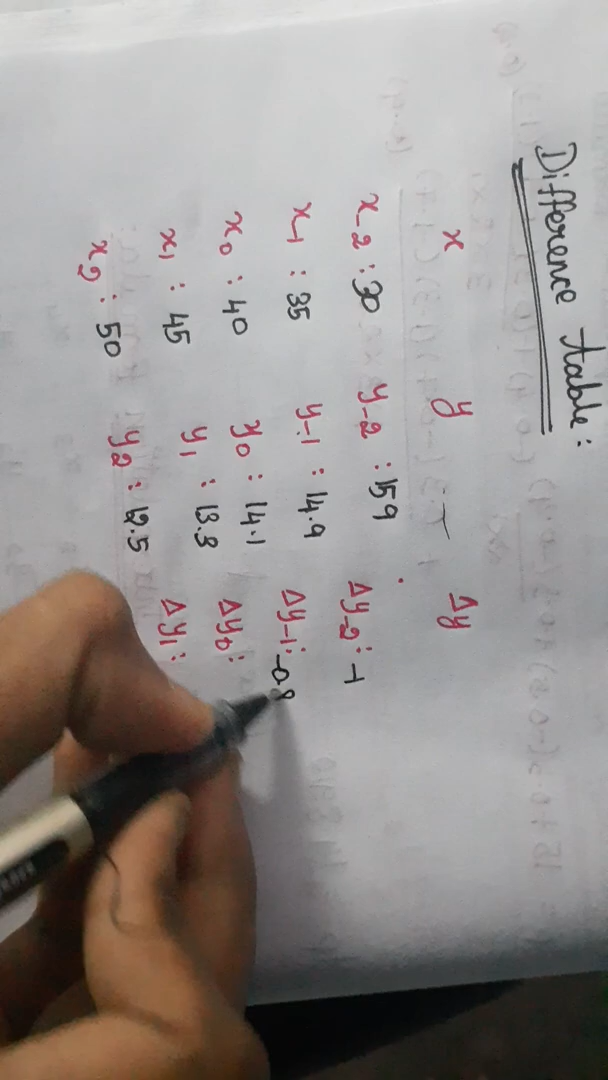 Difference table:
x y Δy
x-2 : 30 y-2 : 15.9 Δy-2 : -1
x-1 : 35 y-1 : 14.9 Δy-1 : -0.8
x0 : 40 y0 : 14.1 Δy0 :
x1 : 45 y1 : 13.3 Δy1 :
x2 : 50 y2 : 12.5